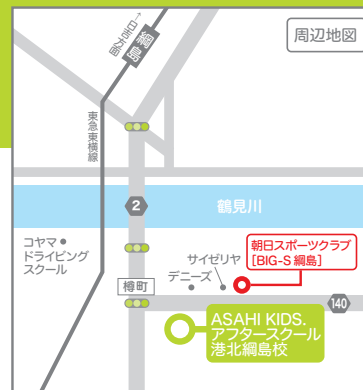 周辺地図
↑日吉方面
綱島
東急東横線
2
鶴見川
コヤマ
ドライビング
スクール
朝日スポーツクラブ
[BIG-S 綱島]
サイゼリヤ
デニーズ
樽町
140
ASAHI KIDS.
アフタースクール
港北綱島校